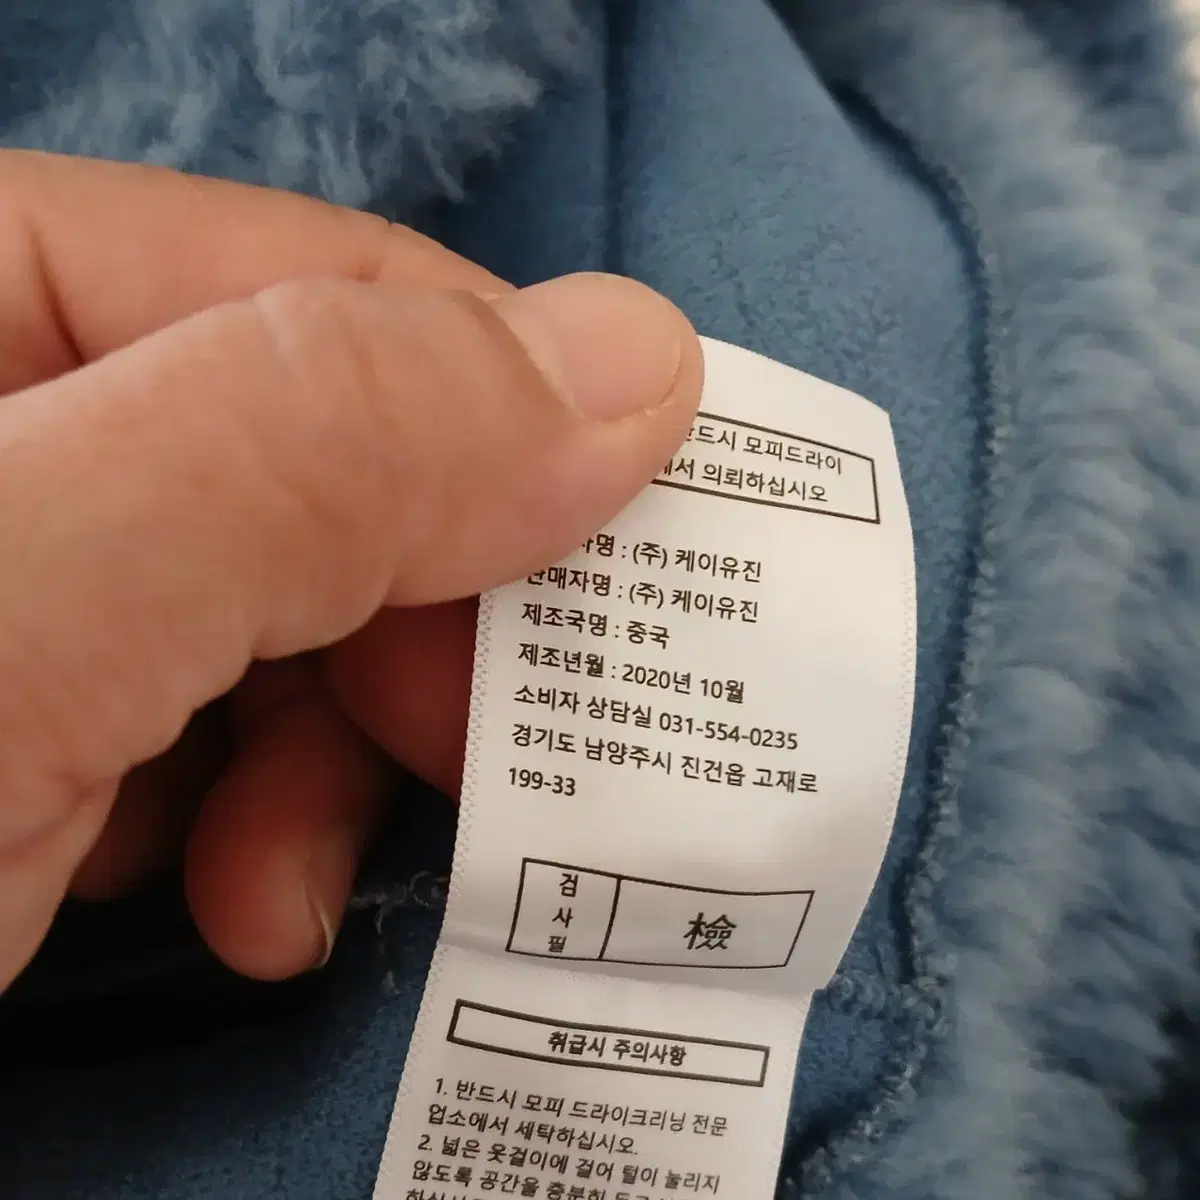 반드시 모피드라이
에서 의뢰하십시오
자명 : (주) 케이유진
판매자명 : (주) 케이유진
제조국명 : 중국
제조년월 : 2020년 10월
소비자 상담실 031-554-0235
경기도 남양주시 진건읍 고재로
199-33
검
사
필
檢
취급시 주의사항
1. 반드시 모피 드라이크리닝 전문
업소에서 세탁하십시오.
2. 넓은 옷걸이에 걸어 털이 눌리지
않도록 공간을 충분히